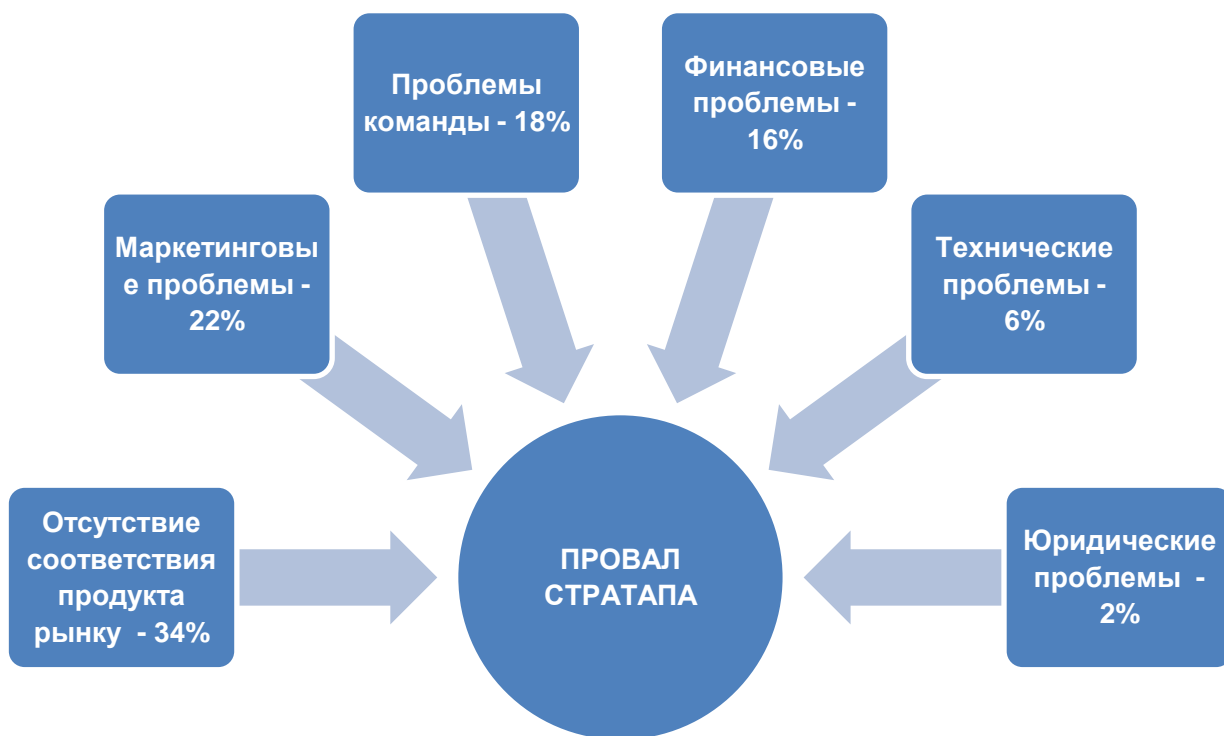 Проблемы
команды - 18%
Финансовые
проблемы -
16%
Маркетинговы
е проблемы -
22%
Технические
проблемы -
6%
Отсутствие
соответствия
продукта
рынку - 34%
ПРОВАЛ
СТРАТАПА
Юридические
проблемы -
2%